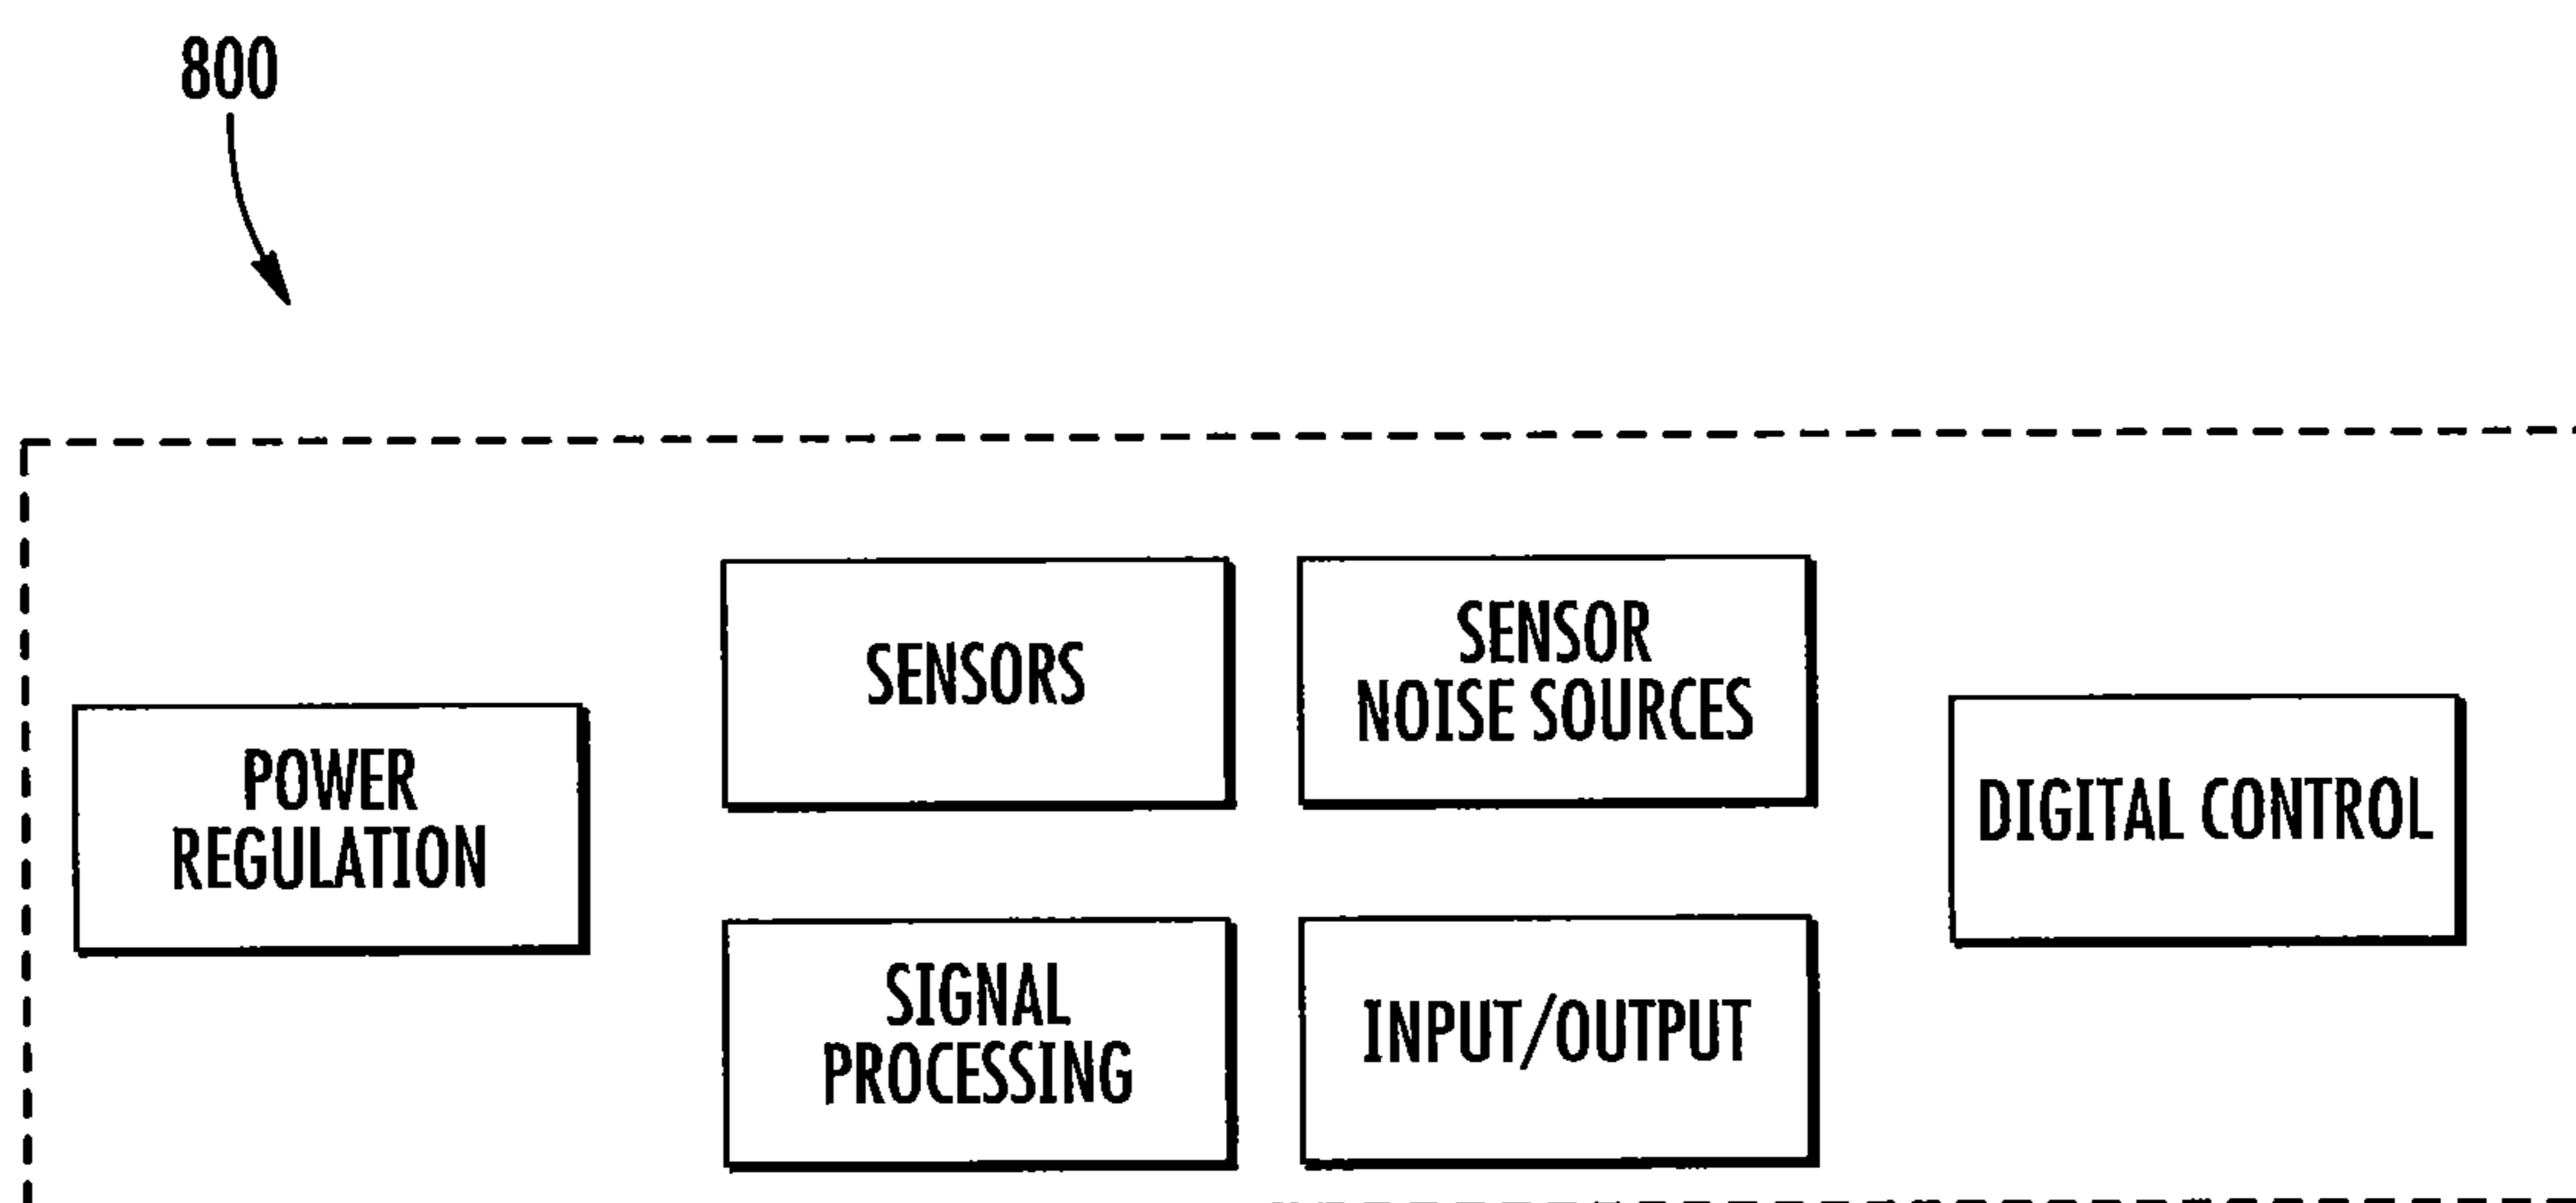 800
POWER
REGULATION
SENSORS
SENSOR
NOISE SOURCES
SIGNAL
PROCESSING
INPUT/OUTPUT
DIGITAL CONTROL